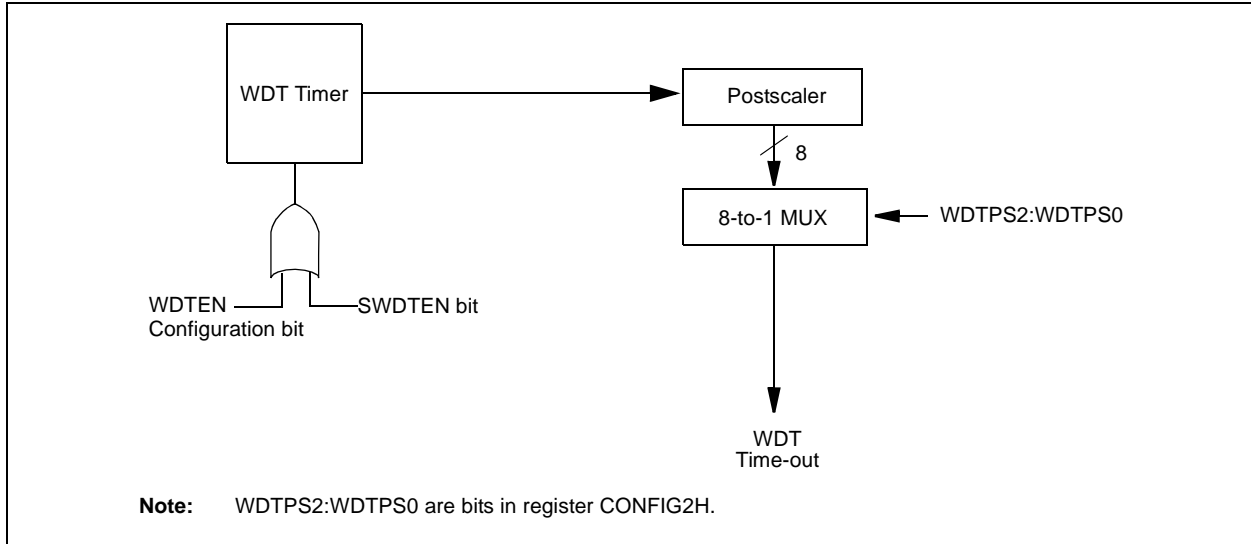 WDT Timer
Postscaler
8
8-to-1 MUX
WDTPS2:WDTPS0
WDTEN
Configuration bit
SWDTEN bit
WDT
Time-out
Note: WDTPS2:WDTPS0 are bits in register CONFIG2H.